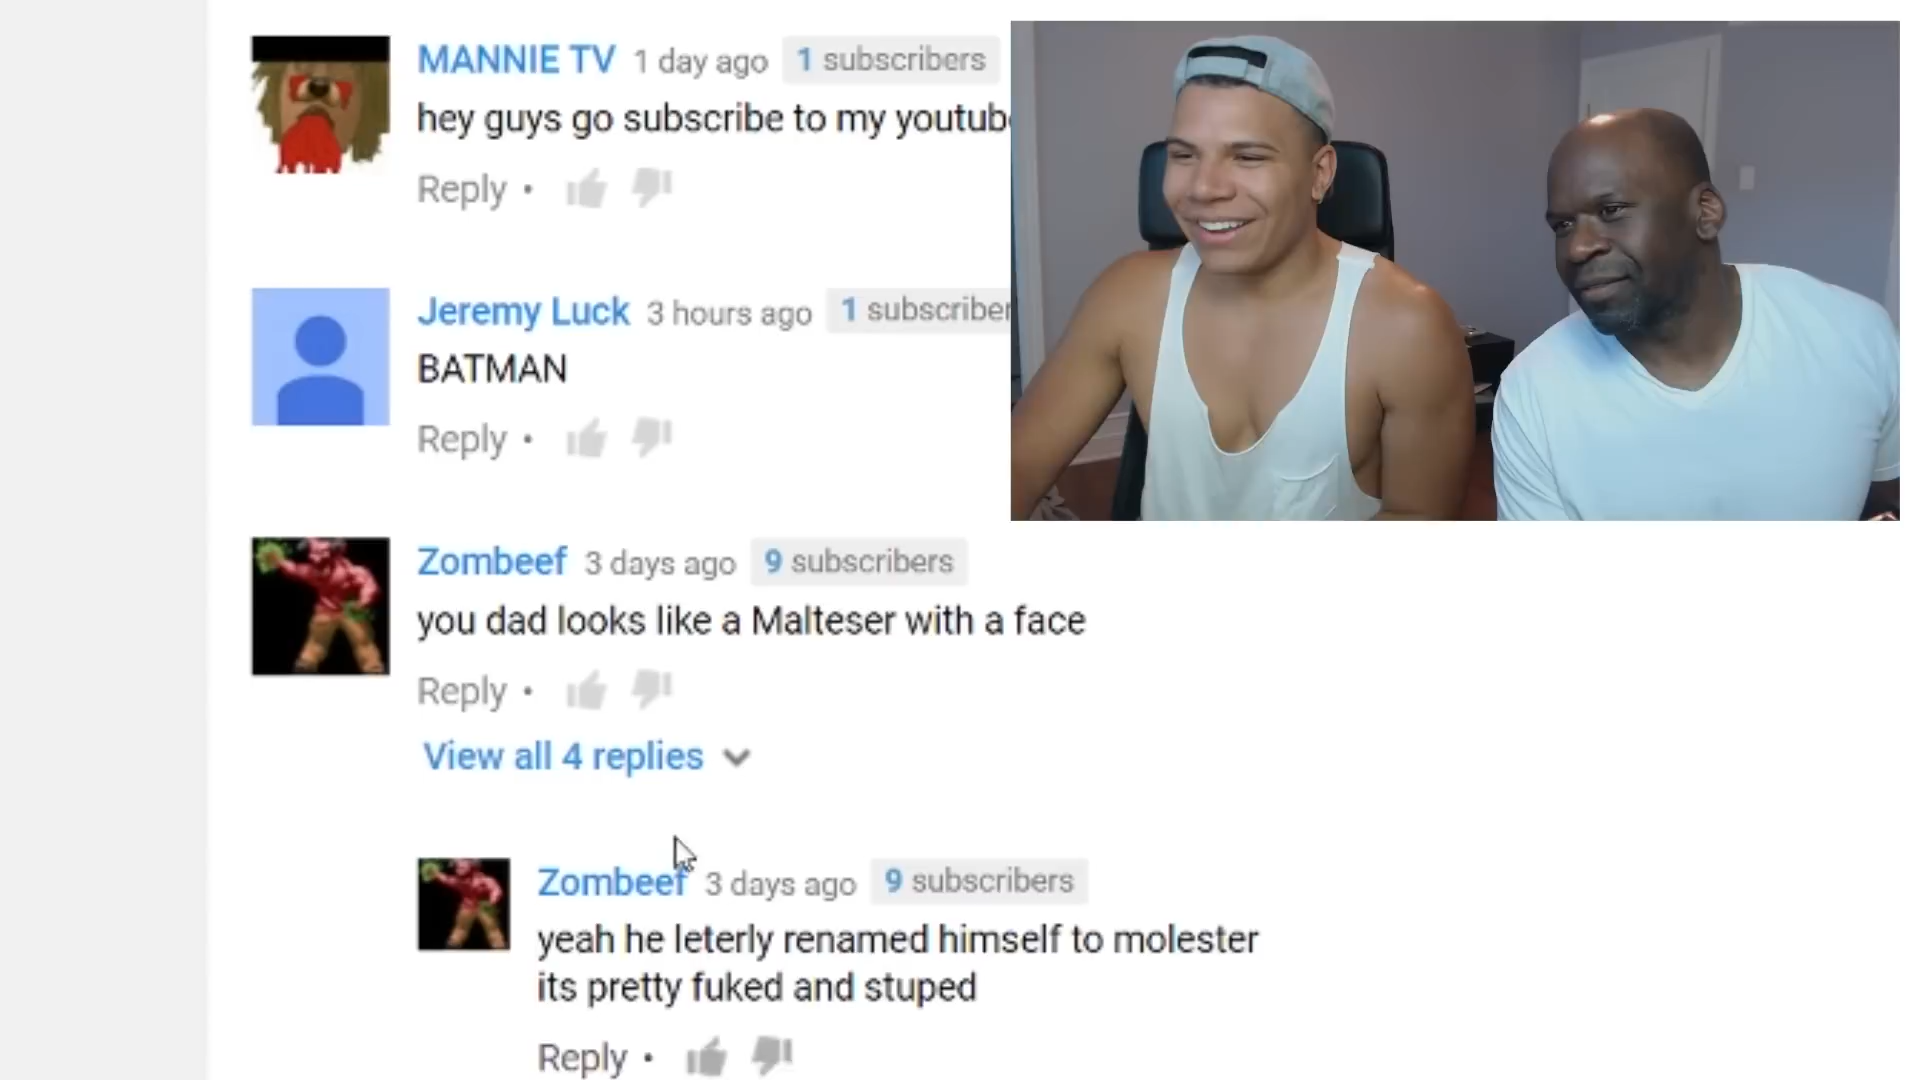 MANNIE TV 1 day ago 1 subscribers
hey guys go subscribe to my
Reply •
Jeremy Luck 3 hours ago 1
BATMAN
Reply •
Zombeef 3 days ago 9 subscribers
you dad looks like a Malteser with a face
Reply •
View all 4 replies
Zombeef 3 days ago 9 subscribers
yeah he leterly renamed himself to molester
its pretty fuked and stuped
Reply •